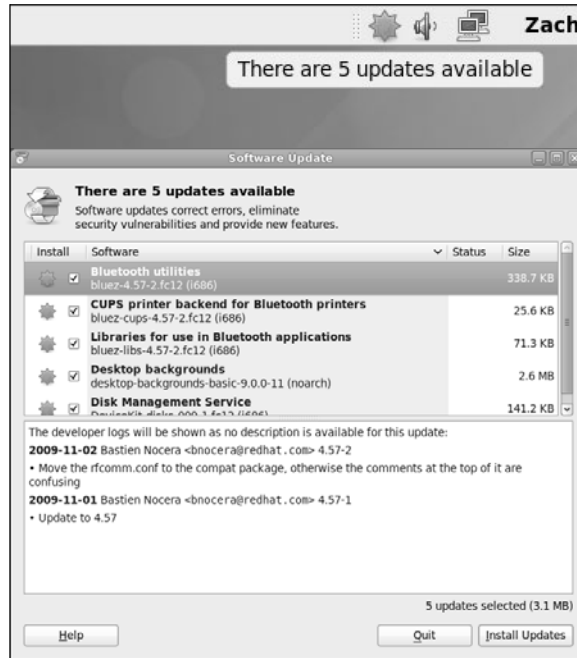 Zach
There are 5 updates available
Software Update
There are 5 updates available
Software updates correct errors, eliminate
security vulnerabilities and provide new features.
Install Software Status Size
Bluetooth utilities
bluez-4.57-2.fc12 (i686) 338.7 KB
CUPS printer backend for Bluetooth printers
bluez-cups-4.57-2.fc12 (i686) 25.6 KB
Libraries for use in Bluetooth applications
bluez-libs-4.57-2.fc12 (i686) 71.3 KB
Desktop backgrounds
desktop-backgrounds-basic-9.0.0-11 (noarch) 2.6 MB
Disk Management Service
141.2 KB
The developer logs will be shown as no description is available for this update:
2009-11-02 Bastien Nocera <bnocera@redhat.com> 4.57-2
• Move the rfcomm.conf to the compat package, otherwise the comments at the top of it are
confusing
2009-11-01 Bastien Nocera <bnocera@redhat.com> 4.57-1
• Update to 4.57
5 updates selected (3.1 MB)
Help Quit Install Updates